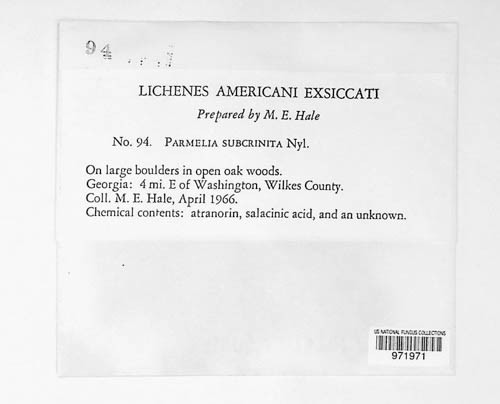 94
LICHENES AMERICANI EXSICCATI
Prepared by M. E. Hale
No. 94. PARMELIA SUBCRINITA Nyl.
On large boulders in open oak woods.
Georgia: 4 mi. E of Washington, Wilkes County.
Coll. M. E. Hale, April 1966.
Chemical contents: atranorin, salacinic acid, and an unknown.
US NATIONAL FUNGUS COLLECTIONS
971971